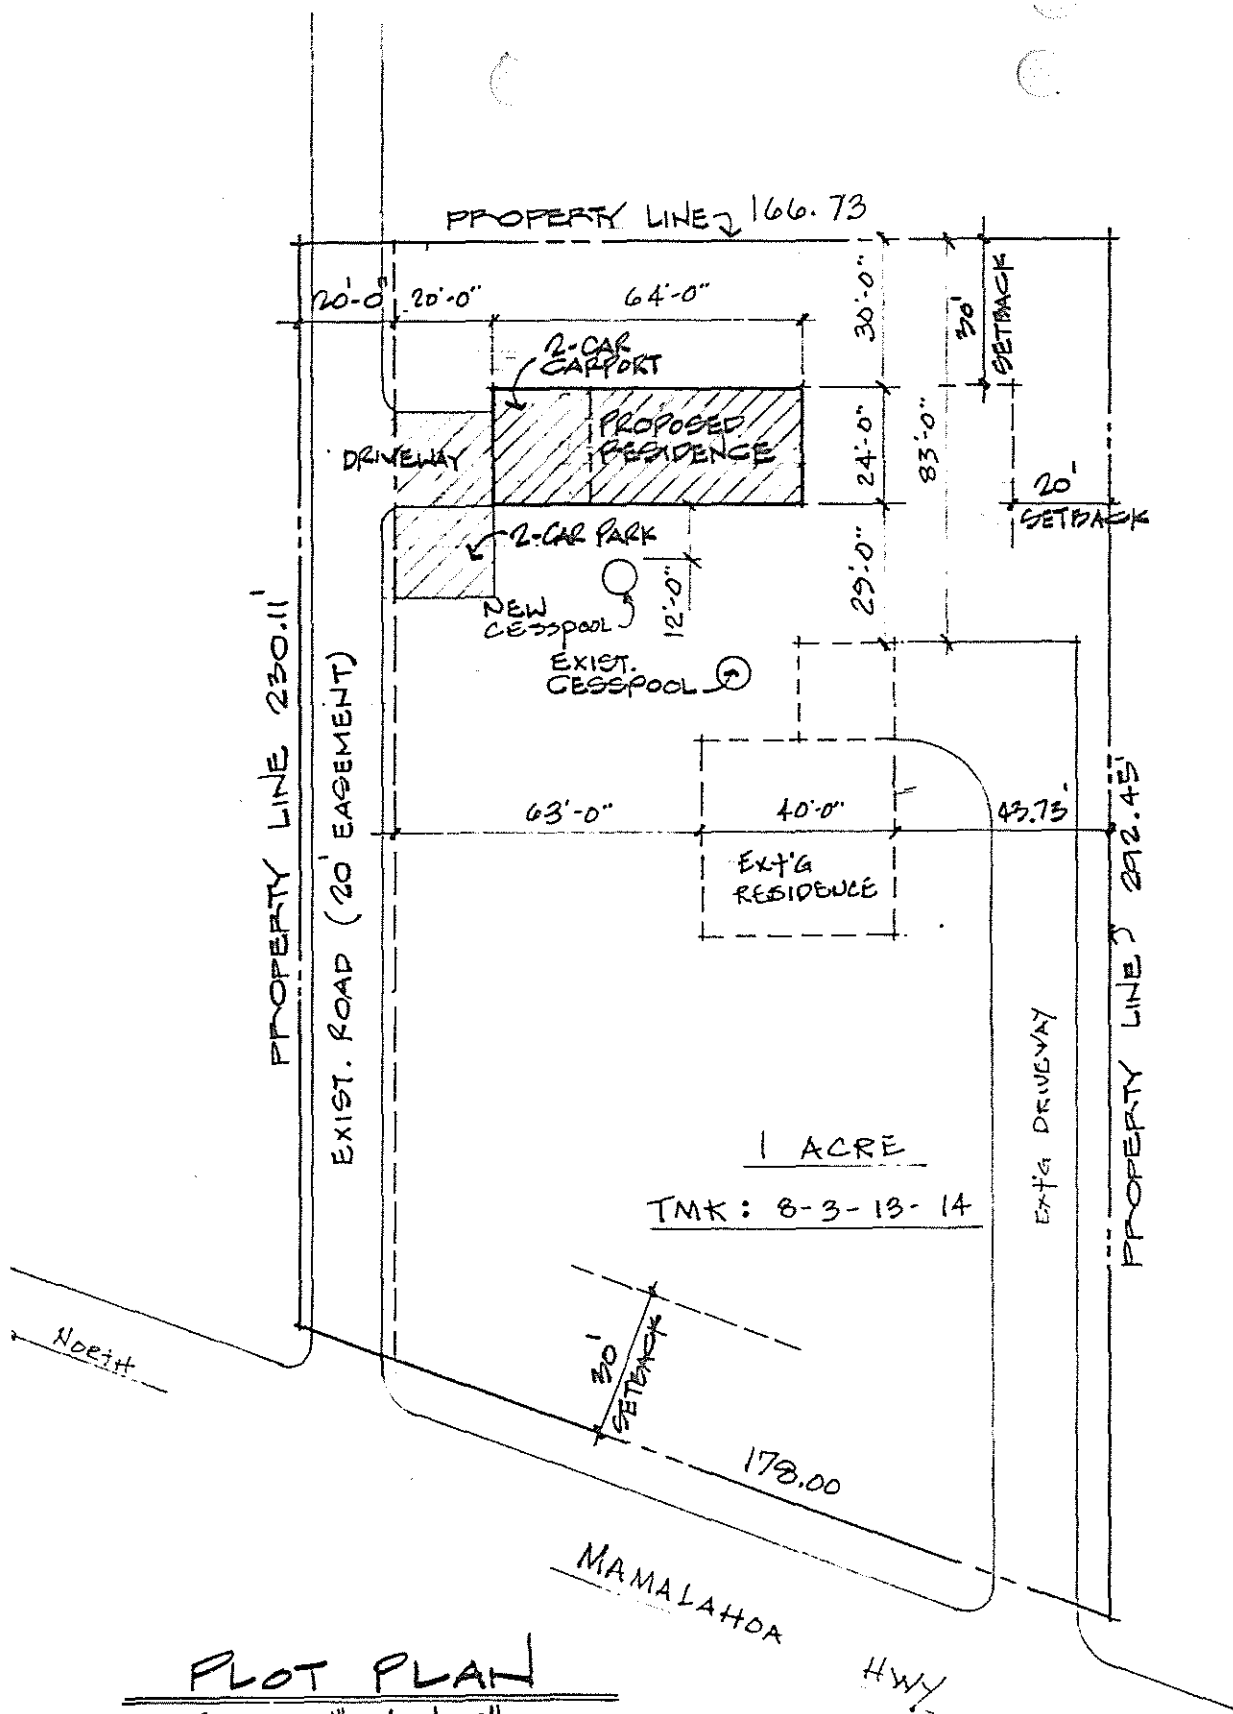 PROPERTY LINE 166.73
20'-0"
20'-0"
64'-0"
30'-0"
30'
SETBACK
2-CAR
CARPORT
PROPOSED
RESIDENCE
DRIVEWAY
24'-0"
83'-0"
20'
SETBACK
2-CAR PARK
29'-0"
12'-0"
NEW
CESSPOOL
EXIST.
CESSPOOL
PROPERTY LINE 230.11'
EXIST. ROAD (20' EASEMENT)
63'-0"
40'-0"
43.73'
EXT'G
RESIDENCE
PROPERTY LINE 292.45'
EXT'G DRIVEWAY
1 ACRE
TMK: 8-3-13-14
NORTH
30'
SETBACK
178.00
MAMALAHOA
HWY.
PLOT PLAN